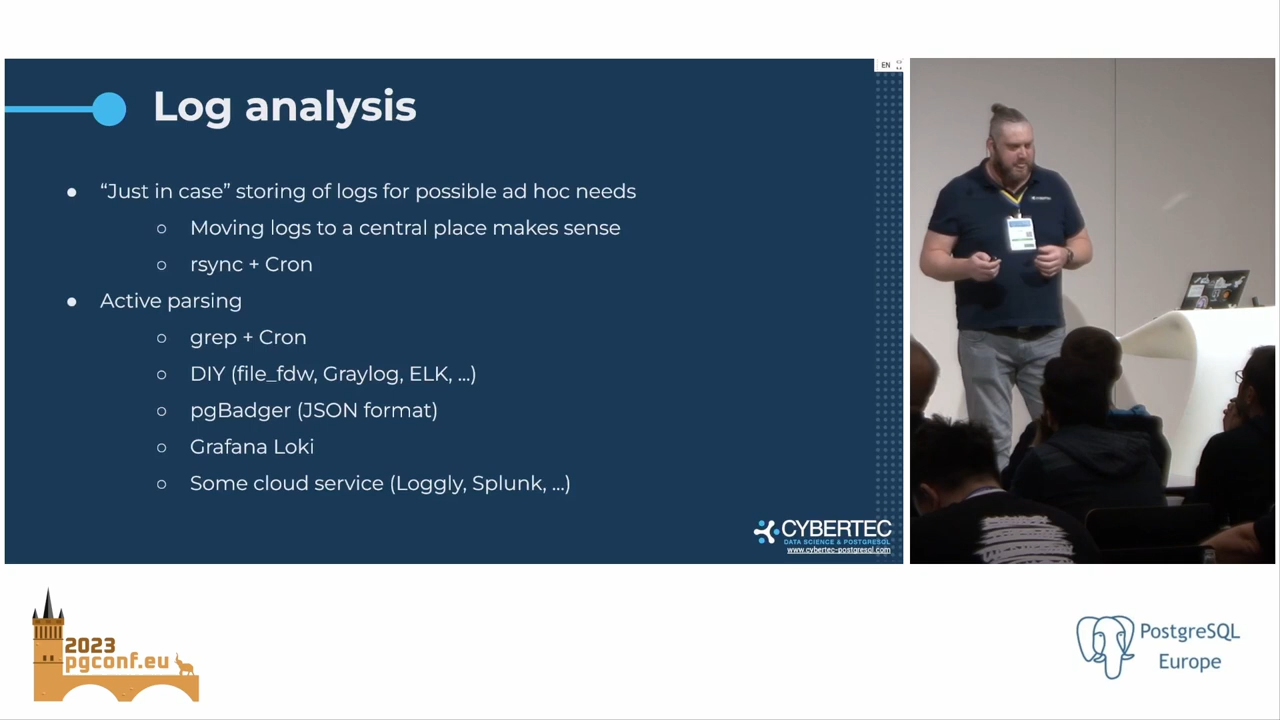 EN
Log analysis
● “Just in case” storing of logs for possible ad hoc needs
○ Moving logs to a central place makes sense
○ rsync + Cron
● Active parsing
○ grep + Cron
○ DIY (file_fdw, Graylog, ELK, ...)
○ pgBadger (JSON format)
○ Grafana Loki
○ Some cloud service (Loggly, Splunk, ...)
CYBERTEC
DATA SCIENCE & POSTGRESQL
www.cybertec-postgresql.com
CYBERTEC
2023
pgconf.eu
PostgreSQL
Europe